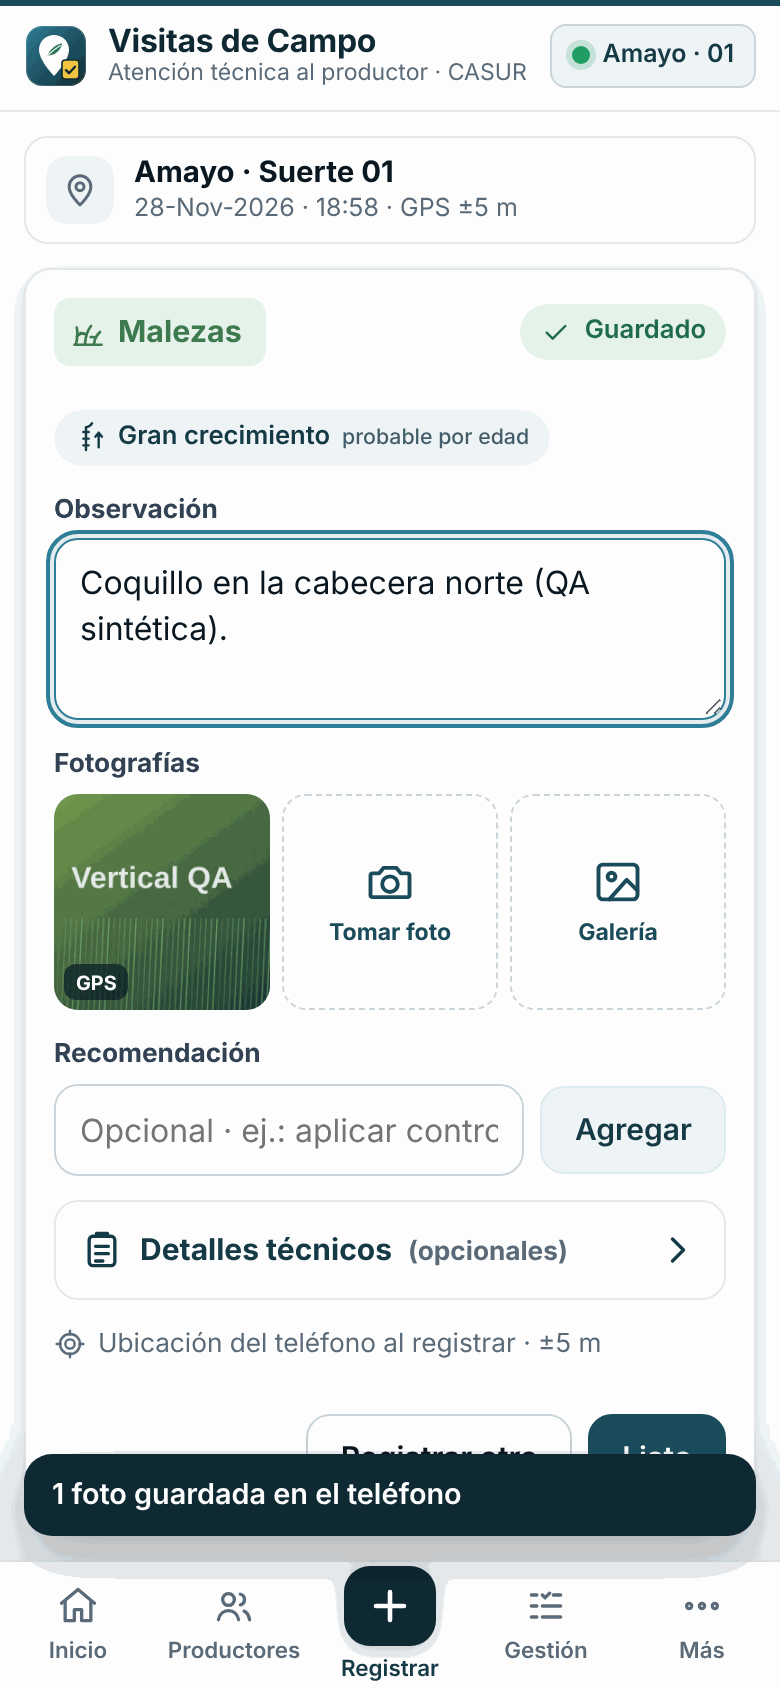 Visitas de Campo
Atención técnica al productor · CASUR
Amayo · 01
Amayo · Suerte 01
28-Nov-2026 · 18:58 · GPS ±5 m
Malezas
Guardado
Gran crecimiento probable por edad
Observación
Coquillo en la cabecera norte (QA
sintética).
Fotografías
Vertical QA
GPS
Tomar foto
Galería
Recomendación
Opcional · ej.: aplicar contro
Agregar
Detalles técnicos (opcionales)
Ubicación del teléfono al registrar · ±5 m
Registrar otro
Listo
1 foto guardada en el teléfono
Inicio
Productores
Registrar
Gestión
Más